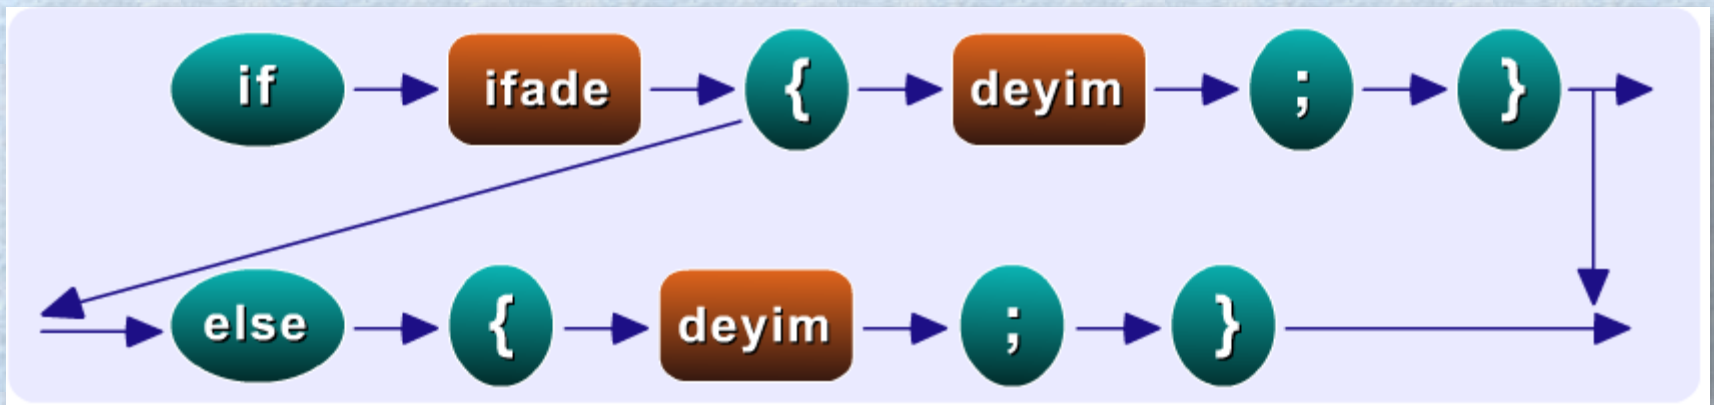 if ifade { deyim ; }
else { deyim ; }